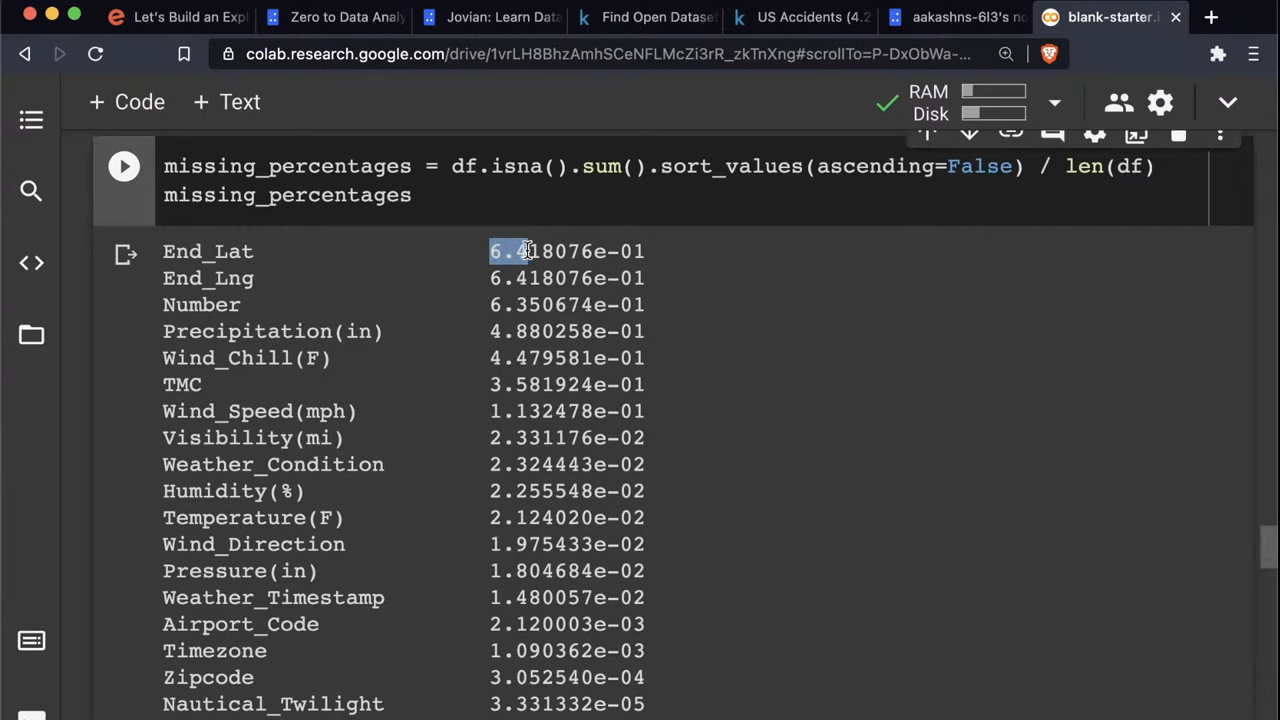 Let's Build an Expl
Zero to Data Analy
Jovian: Learn Data
Find Open Dataset
US Accidents (4.2
aakashns-6l3's no
blank-starter.i
colab.research.google.com/drive/1vrLH8BhzAmhSCeNFLMcZi3rR_zkTnXng#scrollTo=P-DxObWa-...
+ Code + Text
RAM
Disk
missing_percentages = df.isna().sum().sort_values(ascending=False) / len(df)
missing_percentages
End_Lat 6.418076e-01
End_Lng 6.418076e-01
Number 6.350674e-01
Precipitation(in) 4.880258e-01
Wind_Chill(F) 4.479581e-01
TMC 3.581924e-01
Wind_Speed(mph) 1.132478e-01
Visibility(mi) 2.331176e-02
Weather_Condition 2.324443e-02
Humidity(%) 2.255548e-02
Temperature(F) 2.124020e-02
Wind_Direction 1.975433e-02
Pressure(in) 1.804684e-02
Weather_Timestamp 1.480057e-02
Airport_Code 2.120003e-03
Timezone 1.090362e-03
Zipcode 3.052540e-04
Nautical_Twilight 3.331332e-05